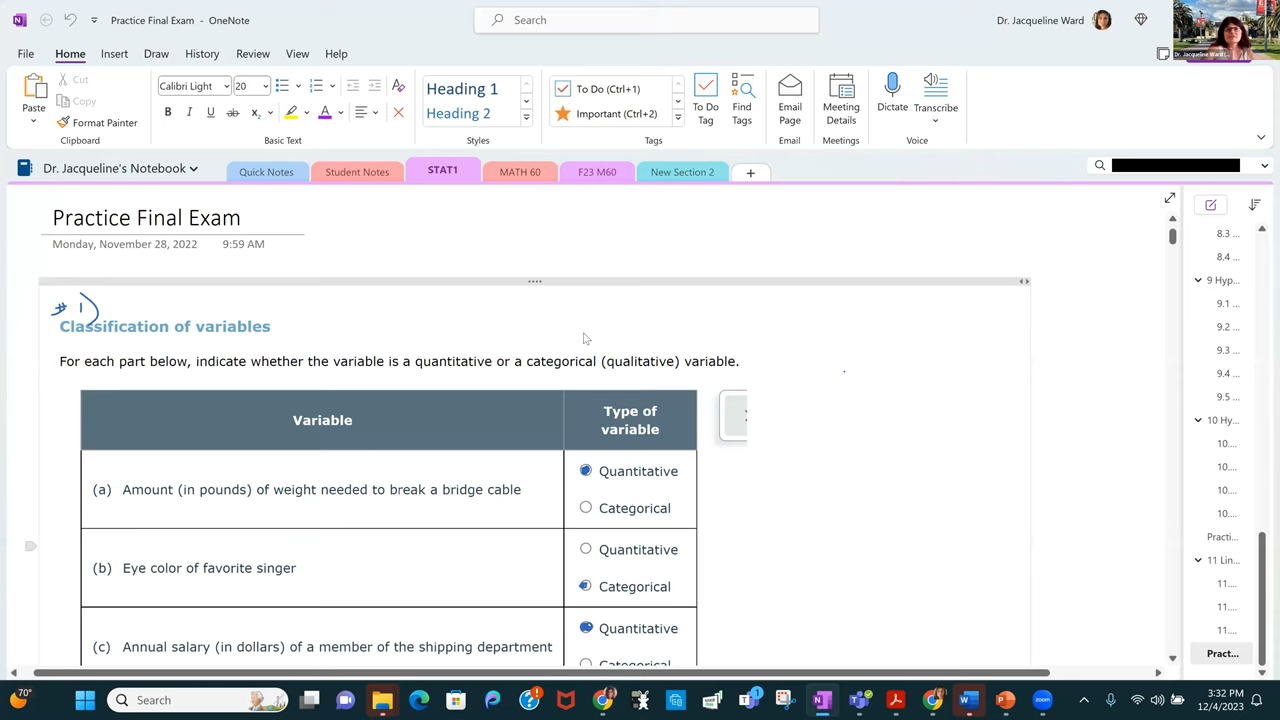 Practice Final Exam - OneNote
Search
Dr. Jacqueline Ward
Dr. Jacqueline Ward
File Home Insert Draw History Review View Help
Paste
Cut
Copy
Format Painter
Clipboard
Calibri Light 20
B I U ab x
Basic Text
Heading 1
Heading 2
Styles
To Do (Ctrl+1)
Important (Ctrl+2)
To Do Tag
Find Tags
Tags
Email Page
Email
Meeting Details
Meetings
Dictate
Transcribe
Voice
Dr. Jacqueline's Notebook
Quick Notes
Student Notes
STAT1
MATH 60
F23 M60
New Section 2
+
Practice Final Exam
Monday, November 28, 2022 9:59 AM
# 1)
Classification of variables
For each part below, indicate whether the variable is a quantitative or a categorical (qualitative) variable.
Variable
Type of variable
(a) Amount (in pounds) of weight needed to break a bridge cable
Quantitative
Categorical
(b) Eye color of favorite singer
Quantitative
Categorical
(c) Annual salary (in dollars) of a member of the shipping department
Quantitative
Categorical
8.3 ...
8.4 ...
9 Hyp...
9.1 ...
9.2 ...
9.3 ...
9.4 ...
9.5 ...
10 Hy...
10....
10....
10....
10....
Practi...
11 Lin...
11....
11....
11....
Pract...
70°
Search
3:32 PM
12/4/2023